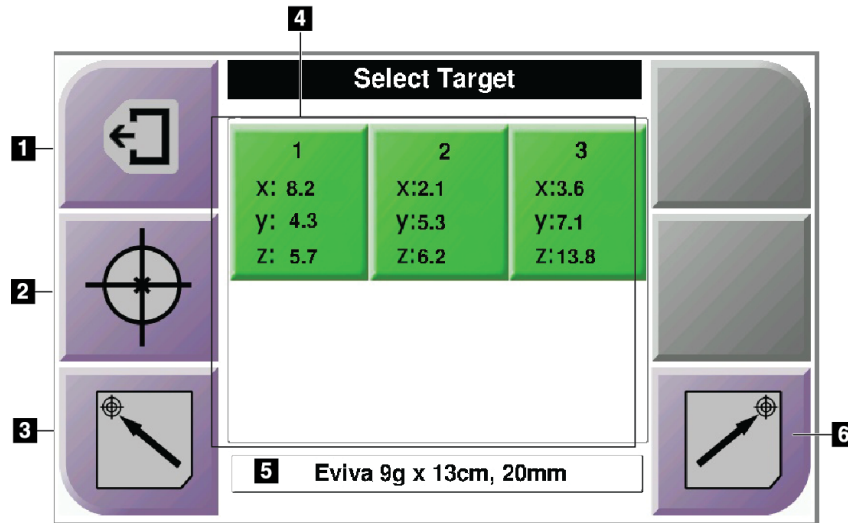 4
Select Target
1
1 2 3
x: 8.2 x:2.1 x:3.6
y: 4.3 y:5.3 y:7.1
z: 5.7 z:6.2 z:13.8
2
3
6
5 Eviva 9g x 13cm, 20mm